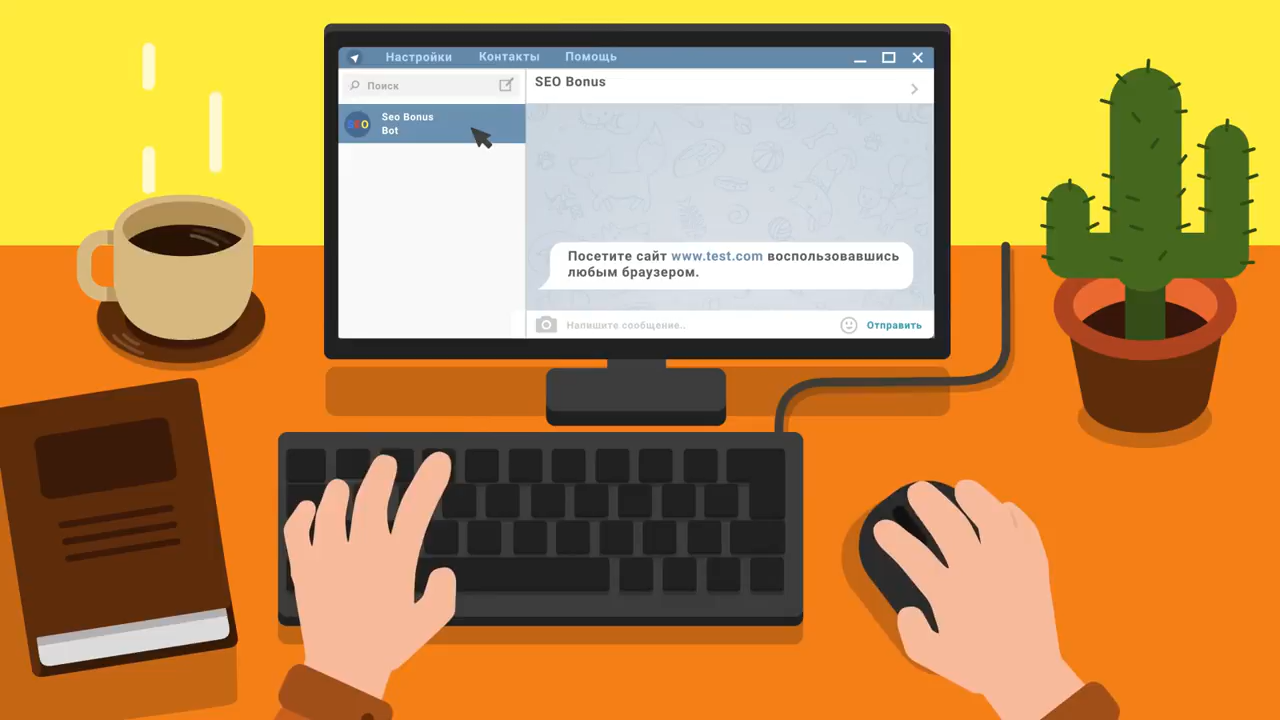 Настройки Контакты Помощь
Поиск
SEO Bonus
SEO
Seo Bonus
Bot
Посетите сайт www.test.com воспользовавшись
любым браузером.
Напишите сообщение...
Отправить